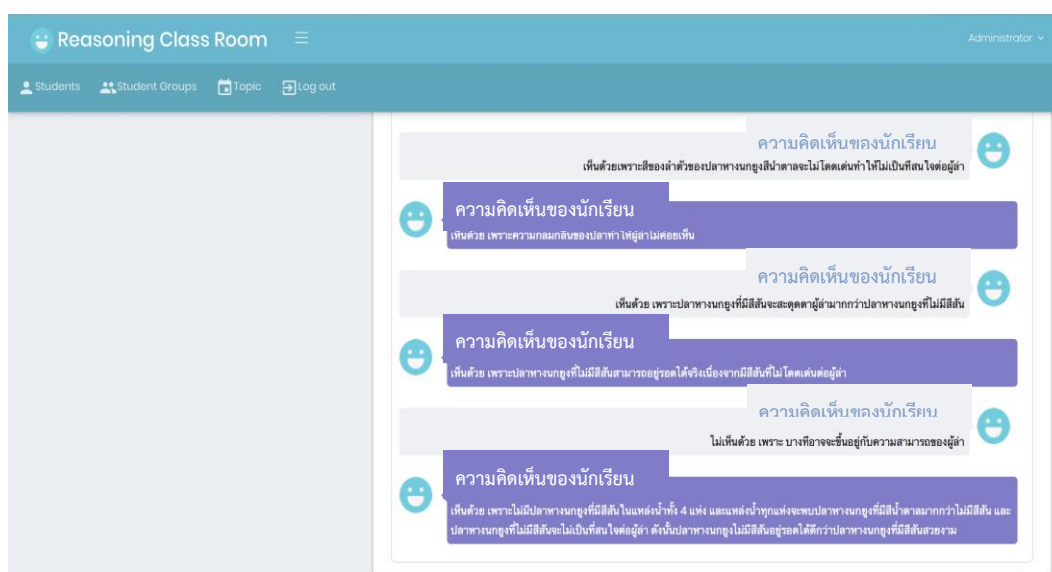 Reasoning Class Room
Administrator
Students Student Groups Topic Log out
ความคิดเห็นของนักเรียน
เห็นด้วยเพราะสีของลำตัวของปลาหางนกยูงสีน้ำตาลจะไม่โดดเด่นทำให้ไม่เป็นที่สนใจต่อผู้ล่า
ความคิดเห็นของนักเรียน
เห็นด้วย เพราะความกลมกลืนของปลาทำให้ผู้ล่าไม่ค่อยเห็น
ความคิดเห็นของนักเรียน
เห็นด้วย เพราะปลาหางนกยูงที่มีสีสันจะสะดุดตาผู้ล่ามากกว่าปลาหางนกยูงที่ไม่มีสีสัน
ความคิดเห็นของนักเรียน
เห็นด้วย เพราะปลาหางนกยูงที่ไม่มีสีสันสามารถอยู่รอดได้จริงเนื่องจากมีสีสันที่ไม่โดดเด่นต่อผู้ล่า
ความคิดเห็นของนักเรียน
ไม่เห็นด้วย เพราะ บางทีอาจจะขึ้นอยู่กับความสามารถของผู้ล่า
ความคิดเห็นของนักเรียน
เห็นด้วย เพราะไม่มีปลาหางนกยูงที่มีสีสันในแหล่งน้ำทั้ง 4 แห่ง และแหล่งน้ำทุกแห่งจะพบปลาหางนกยูงที่มีสีน้ำตาลมากกว่าไม่มีสีสัน และ
ปลาหางนกยูงที่ไม่มีสีสันจะไม่เป็นที่สนใจต่อผู้ล่า ดังนั้นปลาหางนกยูงไม่มีสีสันอยู่รอดได้ดีกว่าปลาหางนกยูงที่มีสีสันสวยงาม